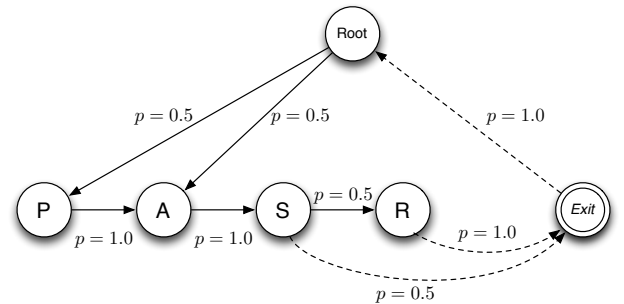 Root
p = 0.5
p = 0.5
p = 1.0
P
A
S
p = 0.5
R
Exit
p = 1.0
p = 1.0
p = 1.0
p = 0.5